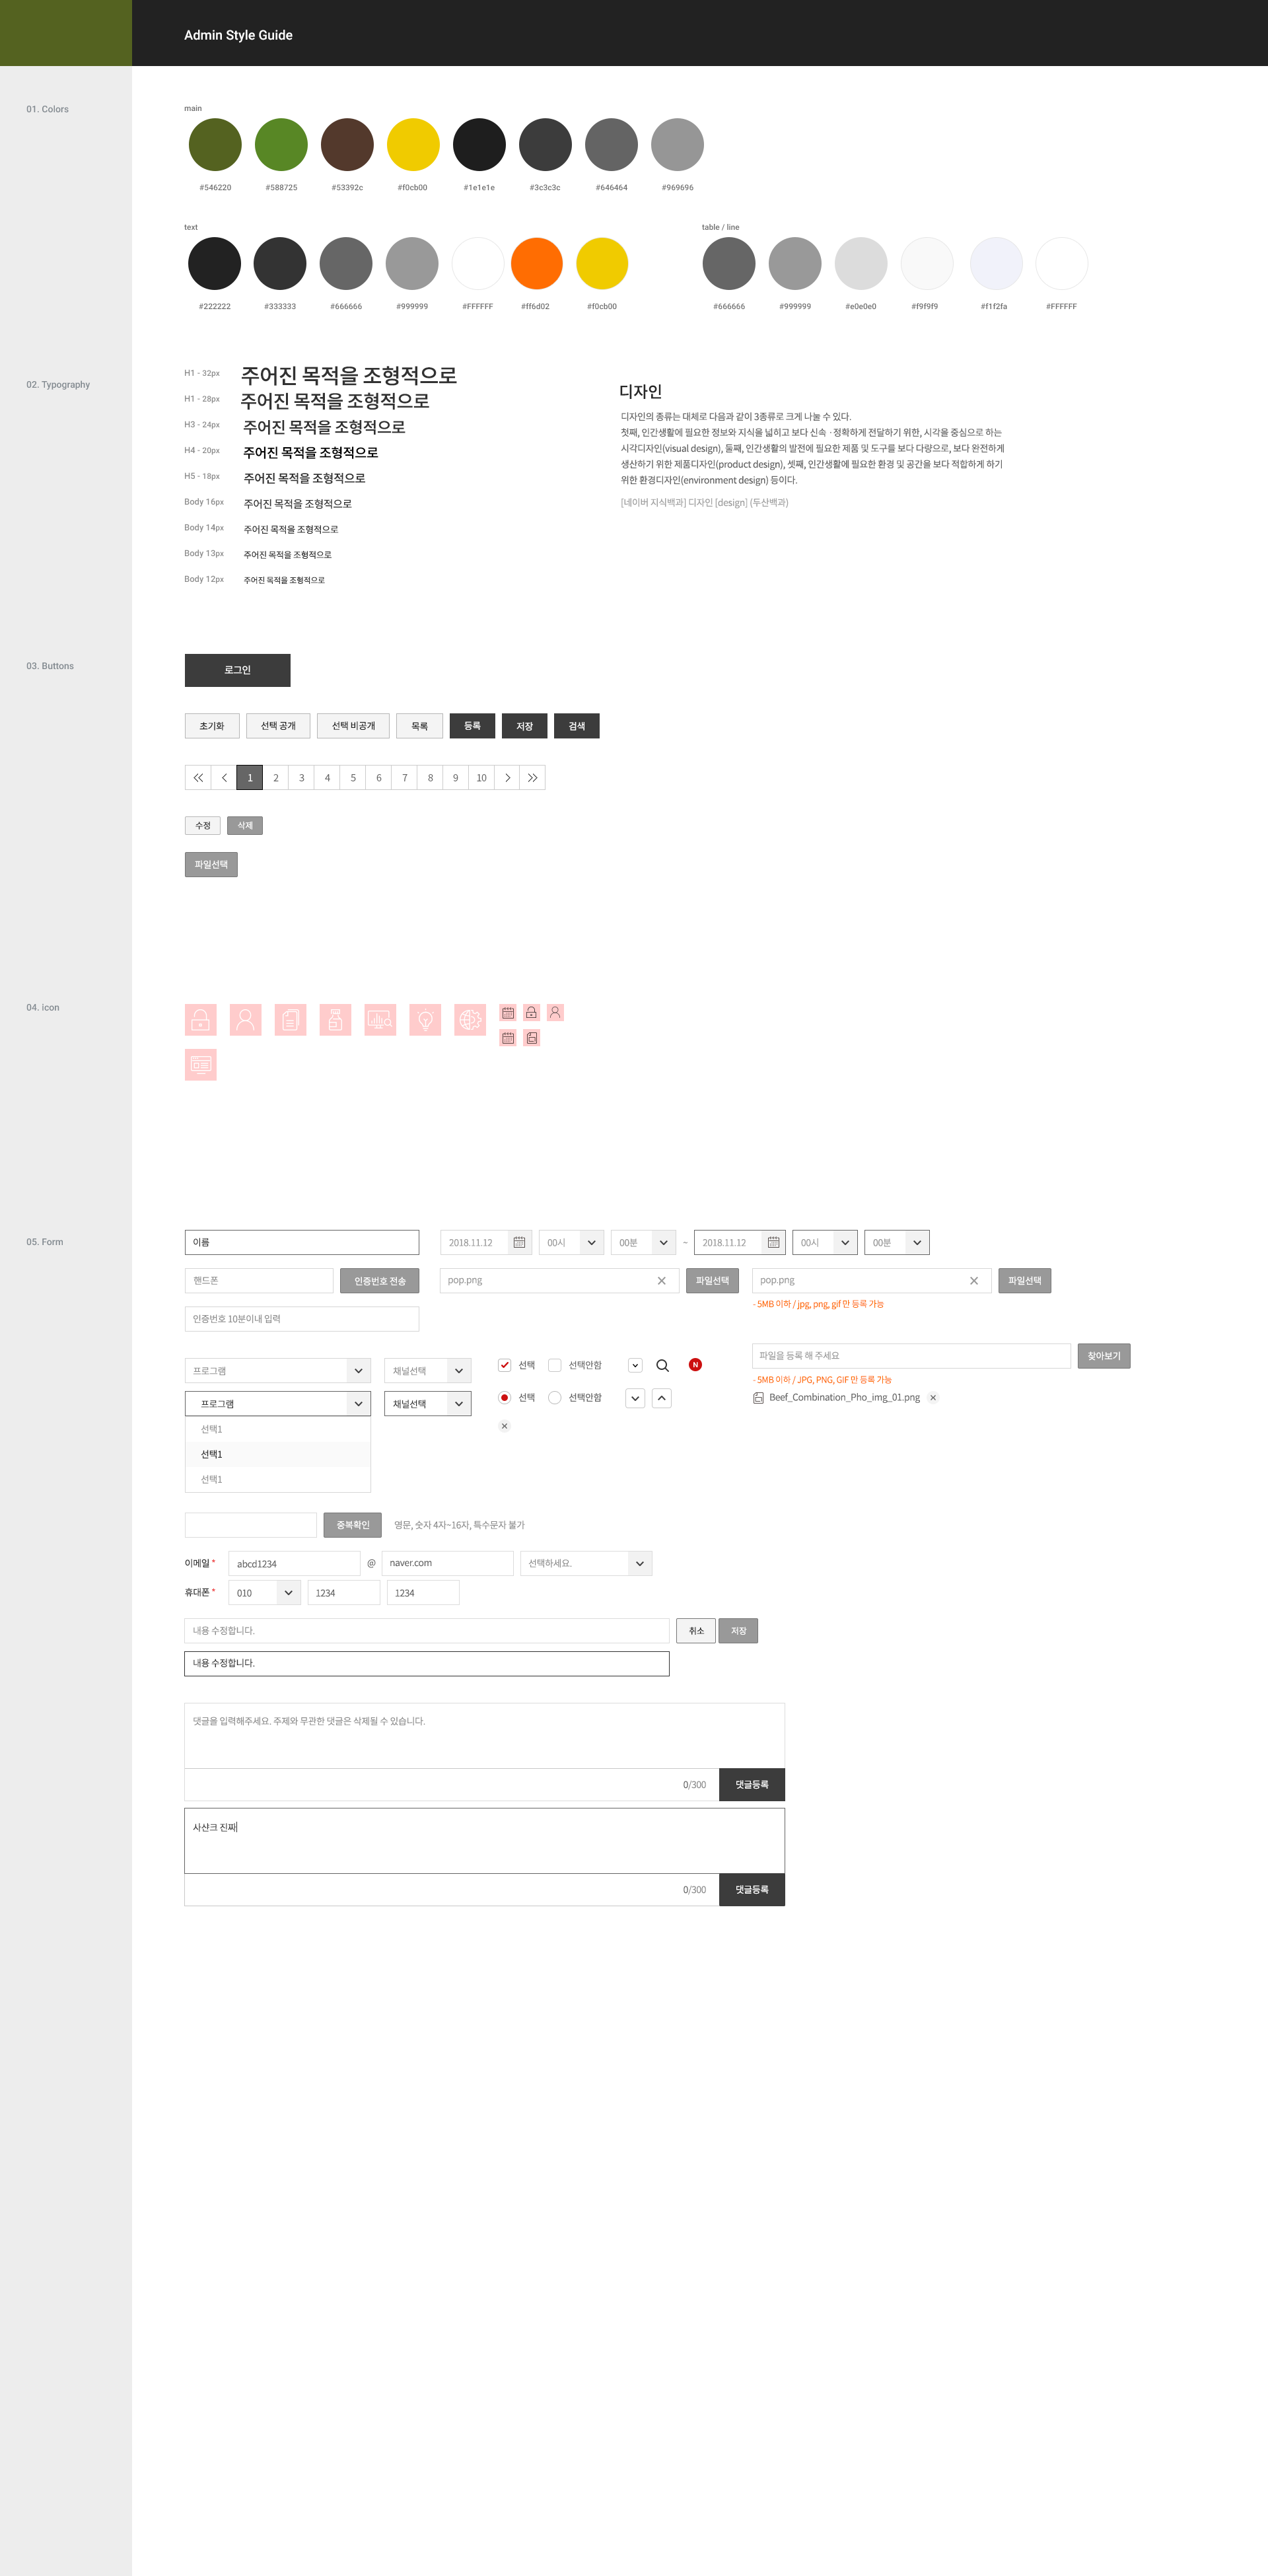 Admin Style Guide
01. Colors
main
#546220 #588725 #53392c #f0cb00 #1e1e1e #3c3c3c #646464 #969696
text
#222222 #333333 #666666 #999999 #FFFFFF #ff6d02 #f0cb00
table / line
#666666 #999999 #e0e0e0 #f9f9f9 #f1f2fa #FFFFFF
02. Typography
H1 - 32px 주어진 목적을 조형적으로
H1 - 28px 주어진 목적을 조형적으로
H3 - 24px 주어진 목적을 조형적으로
H4 - 20px 주어진 목적을 조형적으로
H5 - 18px 주어진 목적을 조형적으로
Body 16px 주어진 목적을 조형적으로
Body 14px 주어진 목적을 조형적으로
Body 13px 주어진 목적을 조형적으로
Body 12px 주어진 목적을 조형적으로
디자인
디자인의 종류는 대체로 다음과 같이 3종류로 크게 나눌 수 있다.
첫째, 인간생활에 필요한 정보와 지식을 넓히고 보다 신속 · 정확하게 전달하기 위한, 시각을 중심으로 하는
시각디자인(visual design), 둘째, 인간생활의 발전에 필요한 제품 및 도구를 보다 다량으로, 보다 완전하게
생산하기 위한 제품디자인(product design), 셋째, 인간생활에 필요한 환경 및 공간을 보다 적합하게 하기
위한 환경디자인(environment design) 등이다.
[네이버 지식백과] 디자인 [design] (두산백과)
03. Buttons
로그인
초기화 선택 공개 선택 비공개 목록 등록 저장 검색
1 2 3 4 5 6 7 8 9 10
수정 삭제
파일선택
04. icon
05. Form
이름 2018.11.12 00시 00분 ~ 2018.11.12 00시 00분
핸드폰 인증번호 전송 pop.png 파일선택 pop.png 파일선택
- 5MB 이하 / jpg, png, gif 만 등록 가능
인증번호 10분이내 입력
파일을 등록 해 주세요 찾아보기
프로그램 채널선택 선택 선택안함 N
- 5MB 이하 / JPG, PNG, GIF 만 등록 가능
프로그램 채널선택 선택 선택안함 Beef_Combination_Pho_img_01.png
선택1
선택1
선택1
중복확인 영문, 숫자 4자~16자, 특수문자 불가
이메일 * abcd1234 @ naver.com 선택하세요.
휴대폰 * 010 1234 1234
내용 수정합니다. 취소 저장
내용 수정합니다.
댓글을 입력해주세요. 주제와 무관한 댓글은 삭제될 수 있습니다.
0/300 댓글등록
사샨크 진짜
0/300 댓글등록